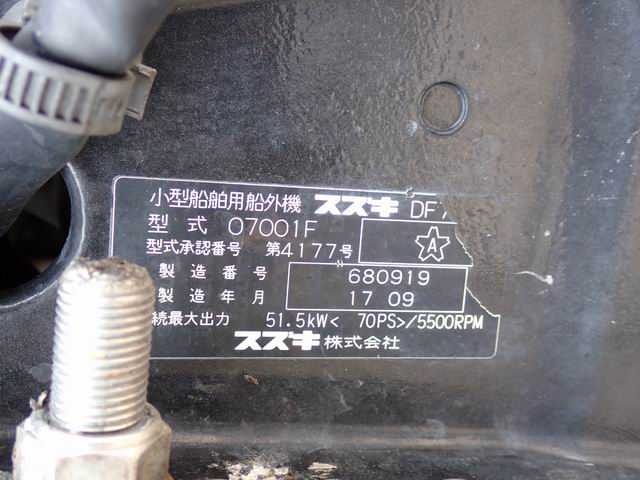 小型船舶用船外機 スズキ DF7
型式 07001F
A
型式承認番号 第4177号
製造番号 680919
製造年月 17 09
続最大出力 51.5kW< 70PS>/5500RPM
スズキ株式会社